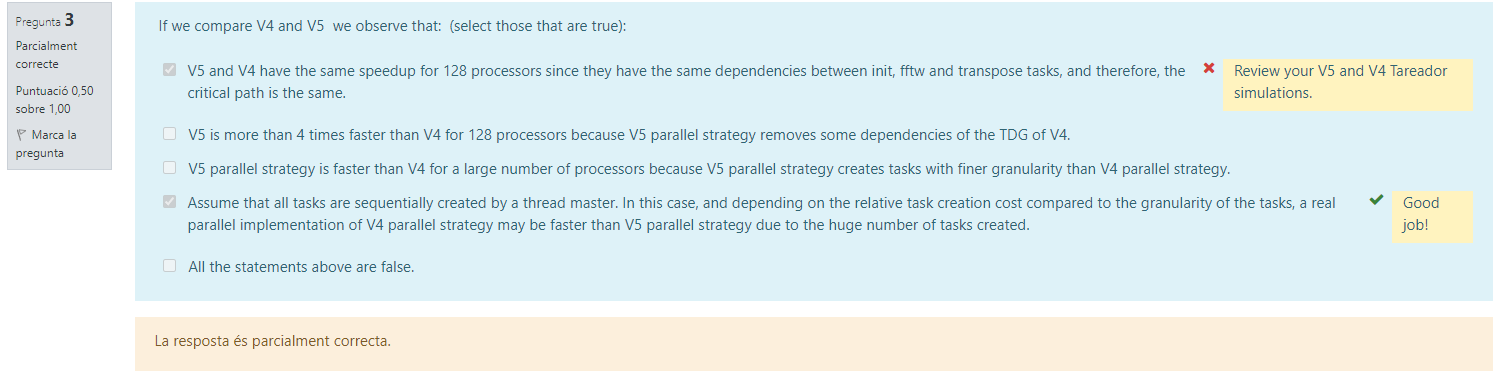 Pregunta 3
Parcialment
correcte
Puntuació 0,50
sobre 1,00
Marca la
pregunta
If we compare V4 and V5 we observe that: (select those that are true):
V5 and V4 have the same speedup for 128 processors since they have the same dependencies between init, fftw and transpose tasks, and therefore, the
critical path is the same.
Review your V5 and V4 Tareador
simulations.
V5 is more than 4 times faster than V4 for 128 processors because V5 parallel strategy removes some dependencies of the TDG of V4.
V5 parallel strategy is faster than V4 for a large number of processors because V5 parallel strategy creates tasks with finer granularity than V4 parallel strategy.
Assume that all tasks are sequentially created by a thread master. In this case, and depending on the relative task creation cost compared to the granularity of the tasks, a real
parallel implementation of V4 parallel strategy may be faster than V5 parallel strategy due to the huge number of tasks created.
Good
job!
All the statements above are false.
La resposta és parcialment correcta.